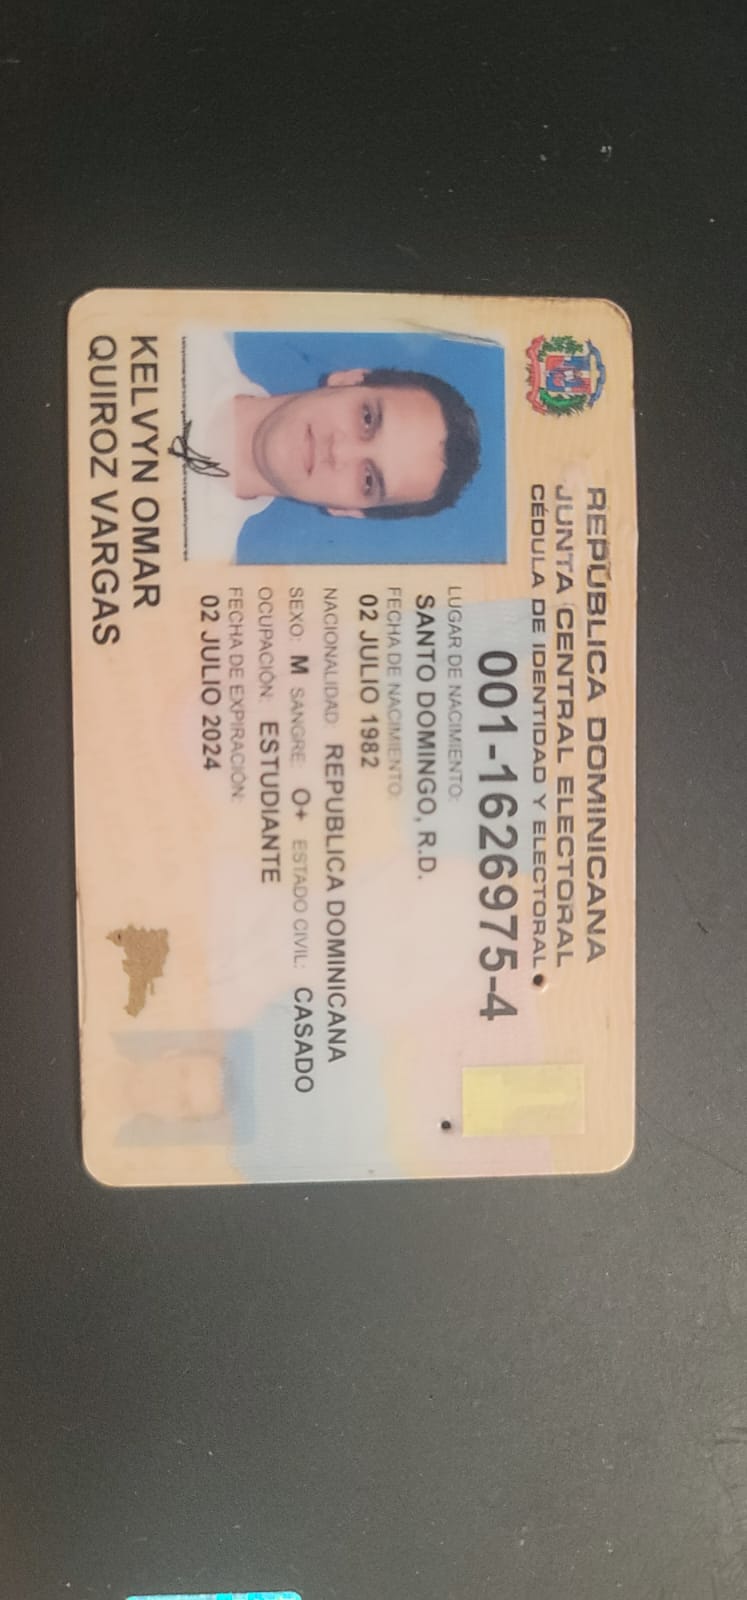 REPÚBLICA DOMINICANA
JUNTA CENTRAL ELECTORAL
CÉDULA DE IDENTIDAD Y ELECTORAL
001-1626975-4
LUGAR DE NACIMIENTO:
SANTO DOMINGO, R.D.
FECHA DE NACIMIENTO:
02 JULIO 1982
NACIONALIDAD: REPUBLICA DOMINICANA
SEXO: M SANGRE: O+ ESTADO CIVIL: CASADO
OCUPACIÓN: ESTUDIANTE
FECHA DE EXPIRACIÓN:
02 JULIO 2024
KELVYN OMAR
QUIROZ VARGAS